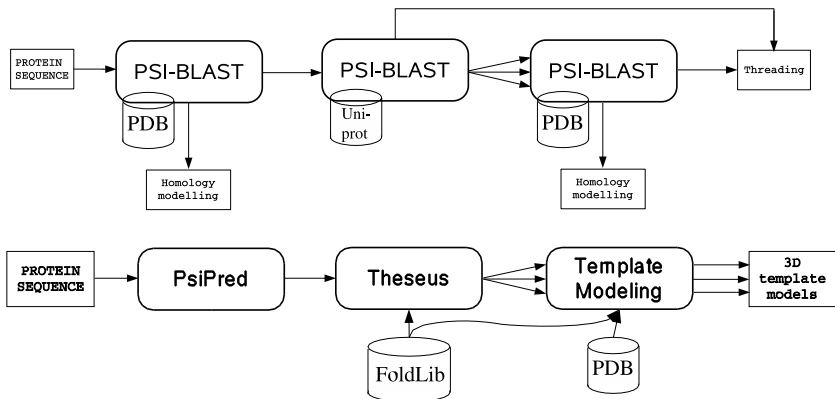 PROTEIN
SEQUENCE
PSI-BLAST
PDB
Homology
modelling
PSI-BLAST
Uni-
prot
PSI-BLAST
PDB
Homology
modelling
Threading
PROTEIN
SEQUENCE
PsiPred
Theseus
FoldLib
Template
Modeling
PDB
3D
template
models